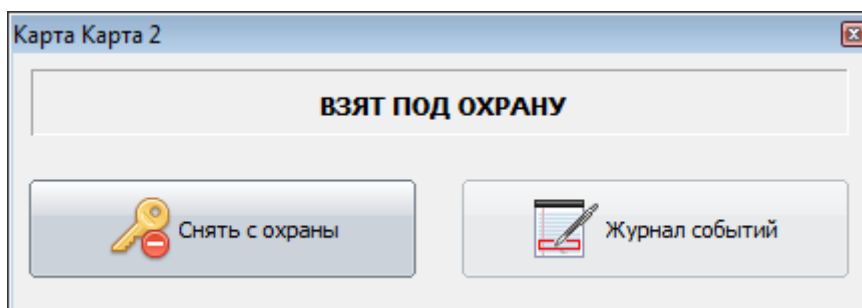 Карта Карта 2
ВЗЯТ ПОД ОХРАНУ
Снять с охраны
Журнал событий